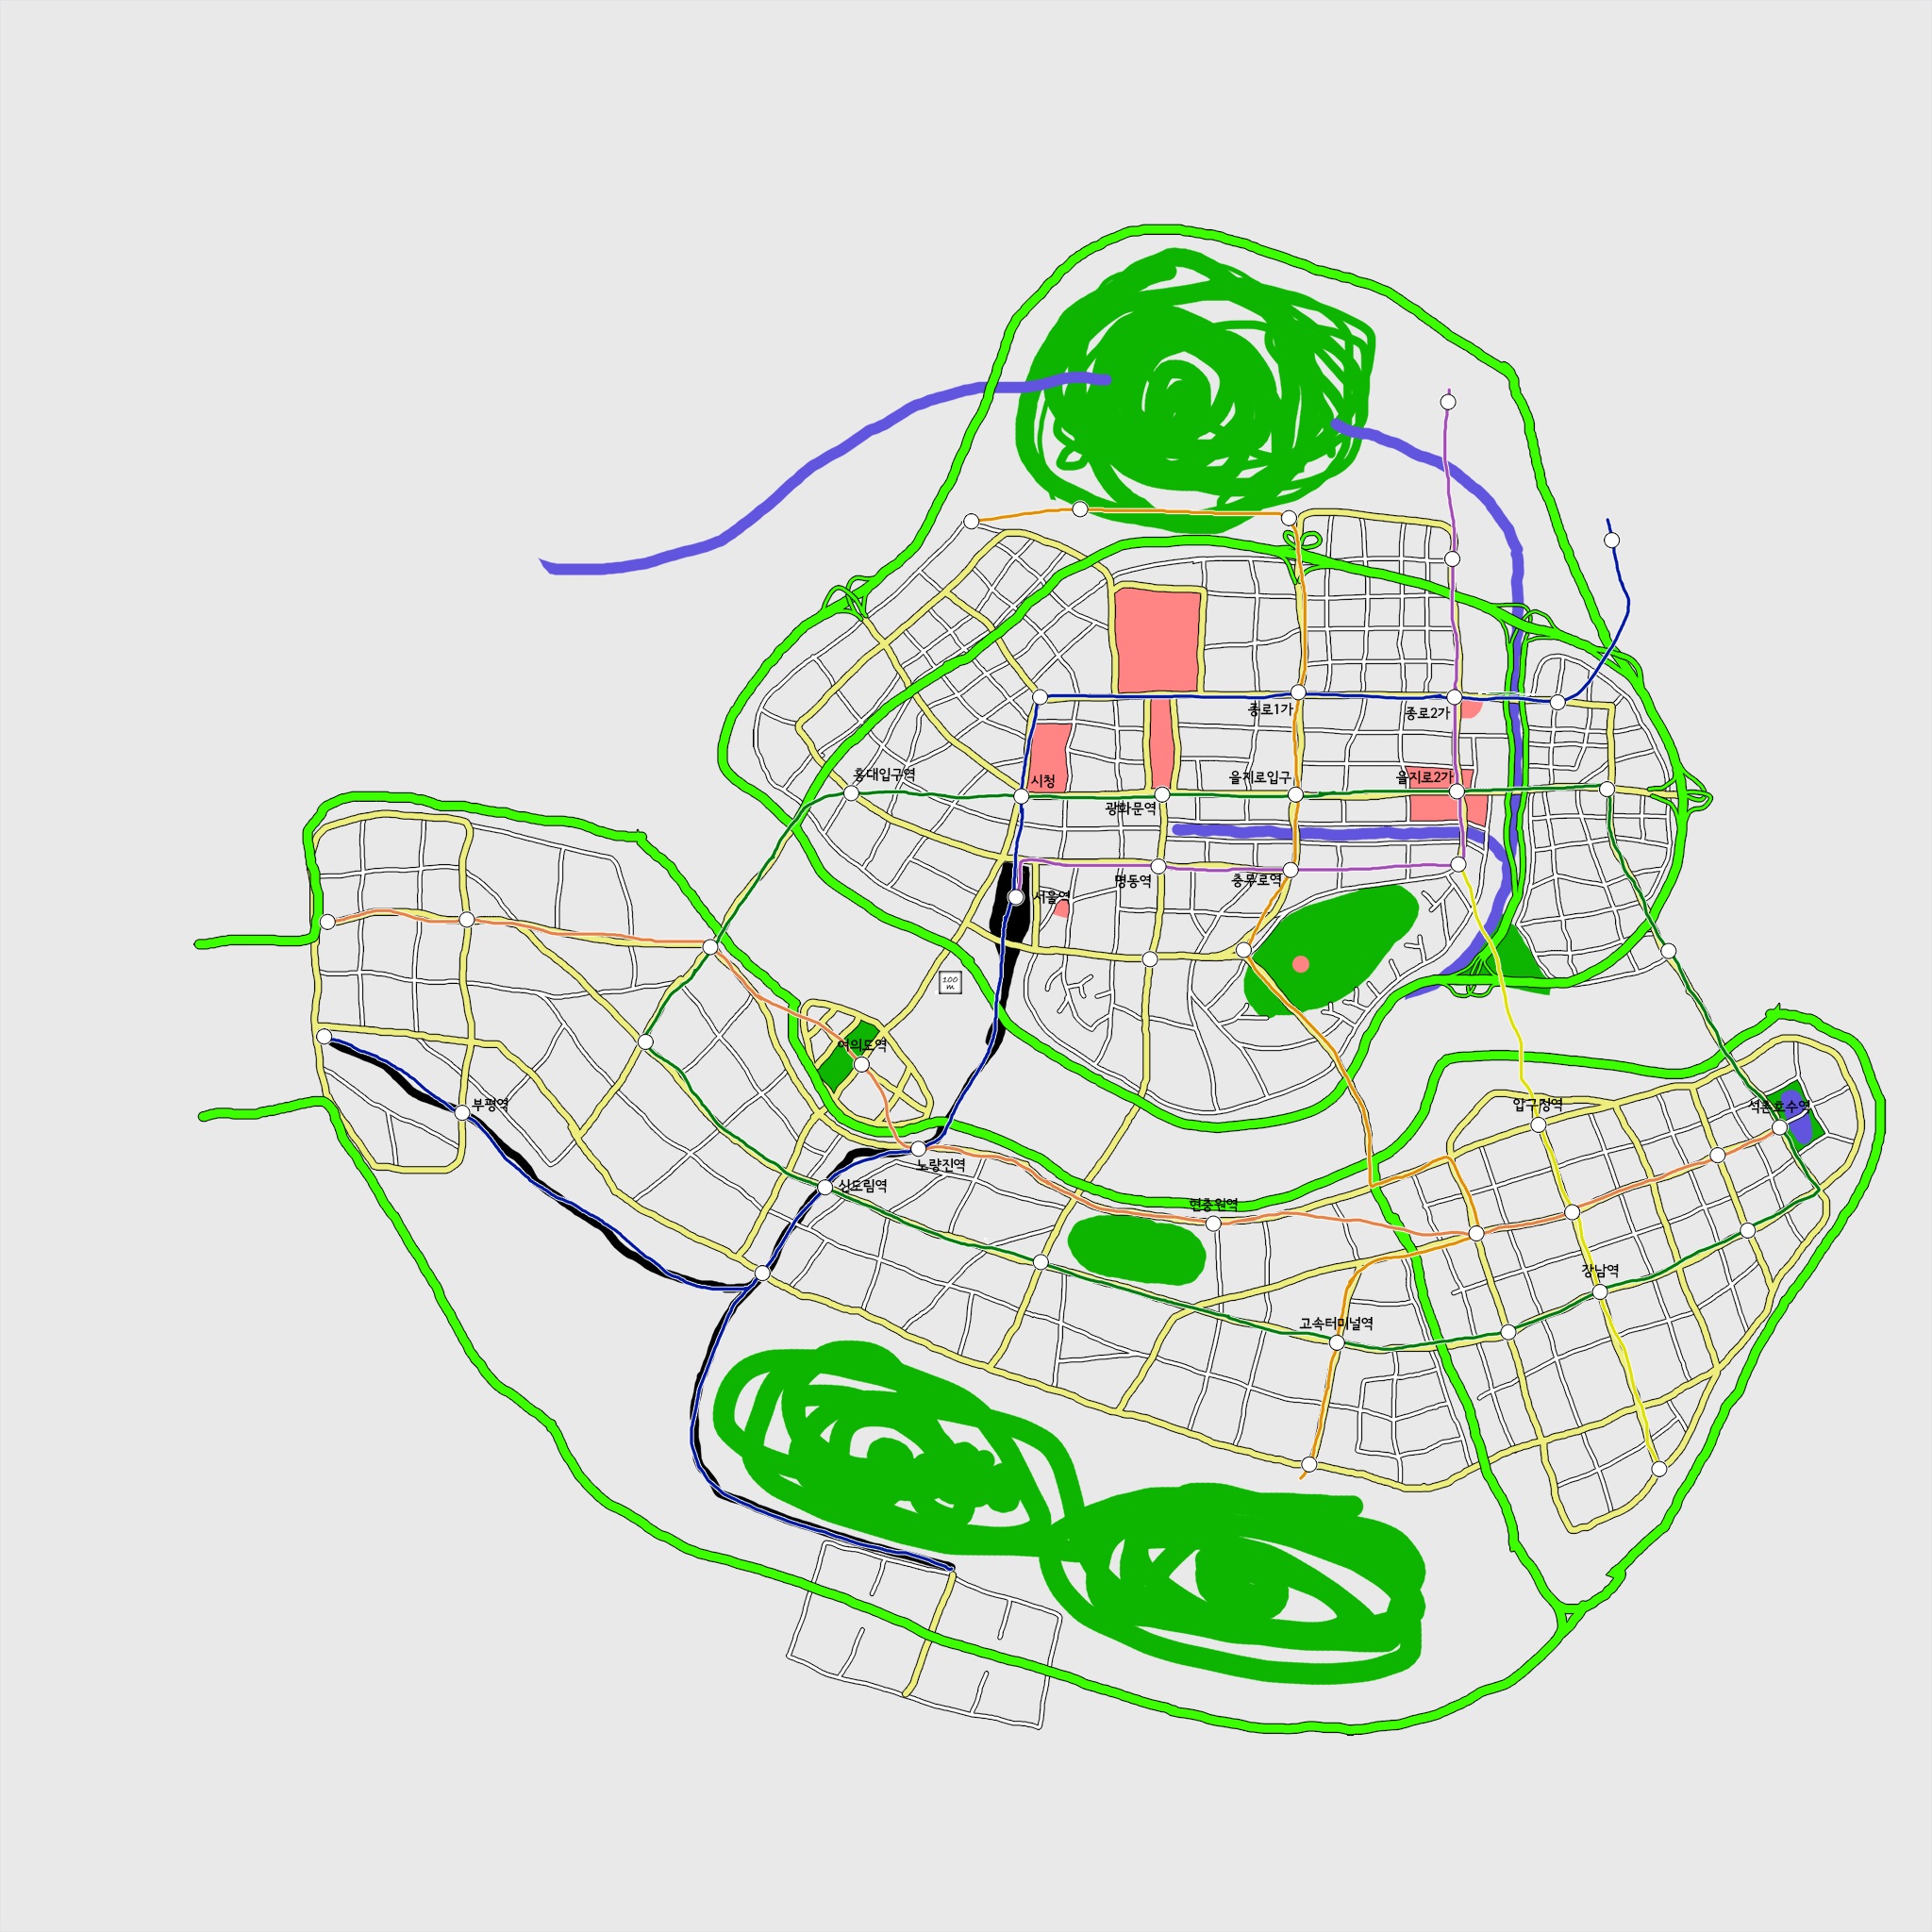 종로1가
종로2가
홍대입구역
시청
을지로입구
을지로2가
광화문역
명동역
충무로역
서울역
100
m
여의도역
부평역
압구정역
석촌호수역
노량진역
신도림역
현충원역
강남역
고속터미널역